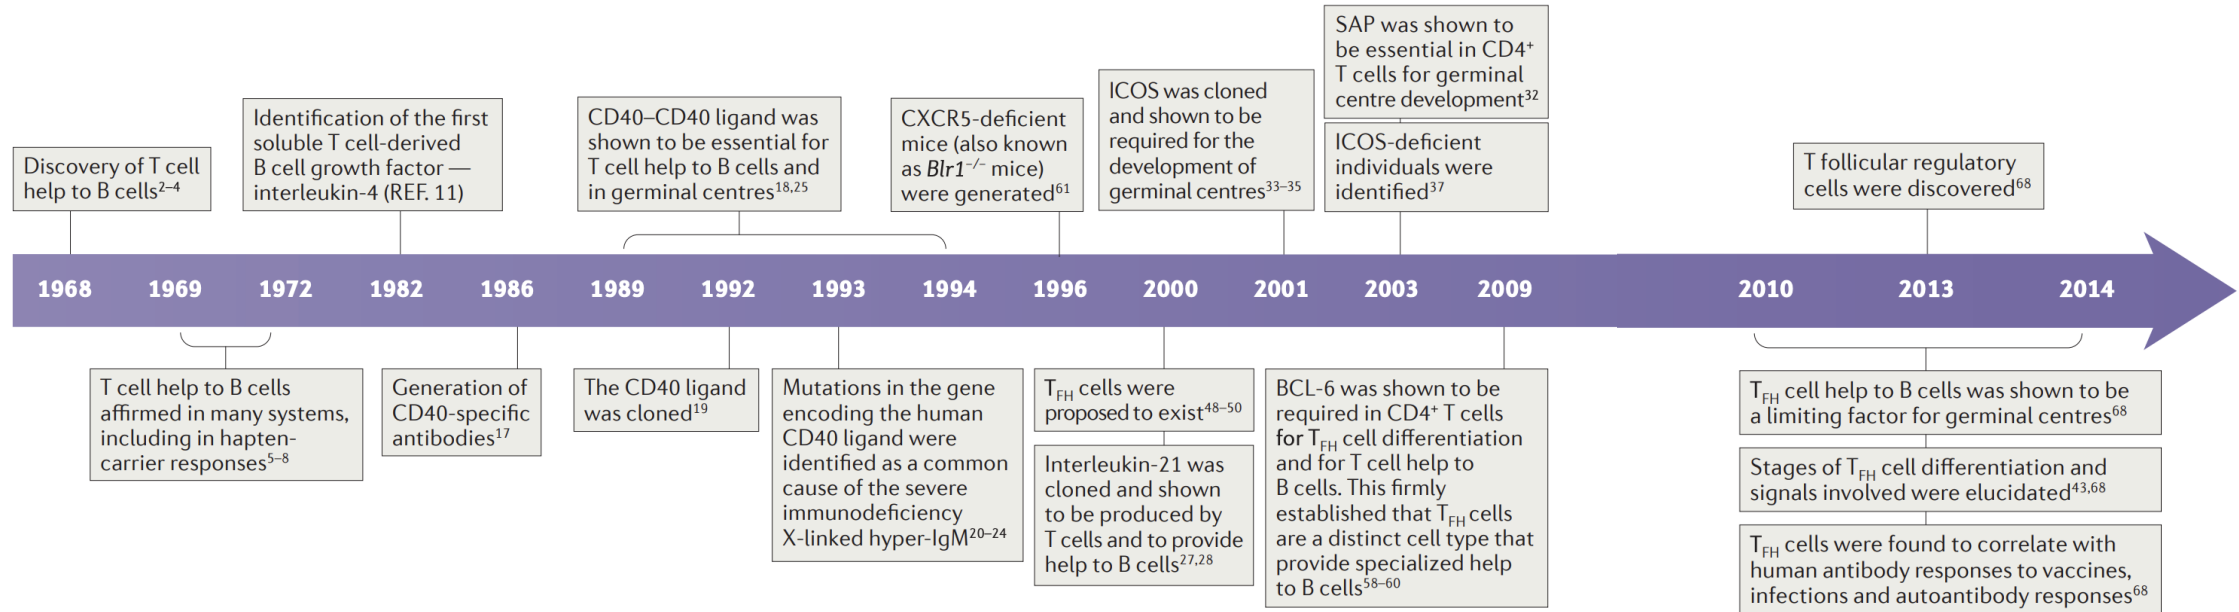 Discovery of T cell
help to B cells²⁻⁴
Identification of the first
soluble T cell-derived
B cell growth factor —
interleukin-4 (REF. 11)
CD40–CD40 ligand was
shown to be essential for
T cell help to B cells and
in germinal centres¹⁸,²⁵
CXCR5-deficient
mice (also known
as Blr1⁻/⁻ mice)
were generated⁶¹
ICOS was cloned
and shown to be
required for the
development of
germinal centres³³⁻³⁵
SAP was shown to
be essential in CD4⁺
T cells for germinal
centre development³²
ICOS-deficient
individuals were
identified³⁷
T follicular regulatory
cells were discovered⁶⁸
1968 1969 1972 1982 1986 1989 1992 1993 1994 1996 2000 2001 2003 2009 2010 2013 2014
T cell help to B cells
affirmed in many systems,
including in hapten-
carrier responses⁵⁻⁸
Generation of
CD40-specific
antibodies¹⁷
The CD40 ligand
was cloned¹⁹
Mutations in the gene
encoding the human
CD40 ligand were
identified as a common
cause of the severe
immunodeficiency
X-linked hyper-IgM²⁰⁻²⁴
T_FH cells were
proposed to exist⁴⁸⁻⁵⁰
Interleukin-21 was
cloned and shown
to be produced by
T cells and to provide
help to B cells²⁷,²⁸
BCL-6 was shown to be
required in CD4⁺ T cells
for T_FH cell differentiation
and for T cell help to
B cells. This firmly
established that T_FH cells
are a distinct cell type that
provide specialized help
to B cells⁵⁸⁻⁶⁰
T_FH cell help to B cells was shown to be
a limiting factor for germinal centres⁶⁸
Stages of T_FH cell differentiation and
signals involved were elucidated⁴³,⁶⁸
T_FH cells were found to correlate with
human antibody responses to vaccines,
infections and autoantibody responses⁶⁸